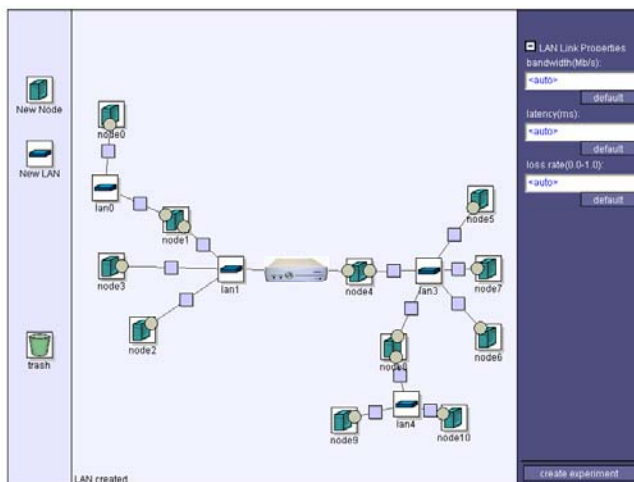 New Node
New LAN
trash
node0
lan0
node1
node3
lan1
node2
node4
lan3
node5
node7
node6
lan4
node9
node10
LAN created
LAN Link Properties
bandwidth(Mb/s):
<auto>
default
latency(ms):
<auto>
default
loss rate(0.0-1.0):
<auto>
default
create experiment